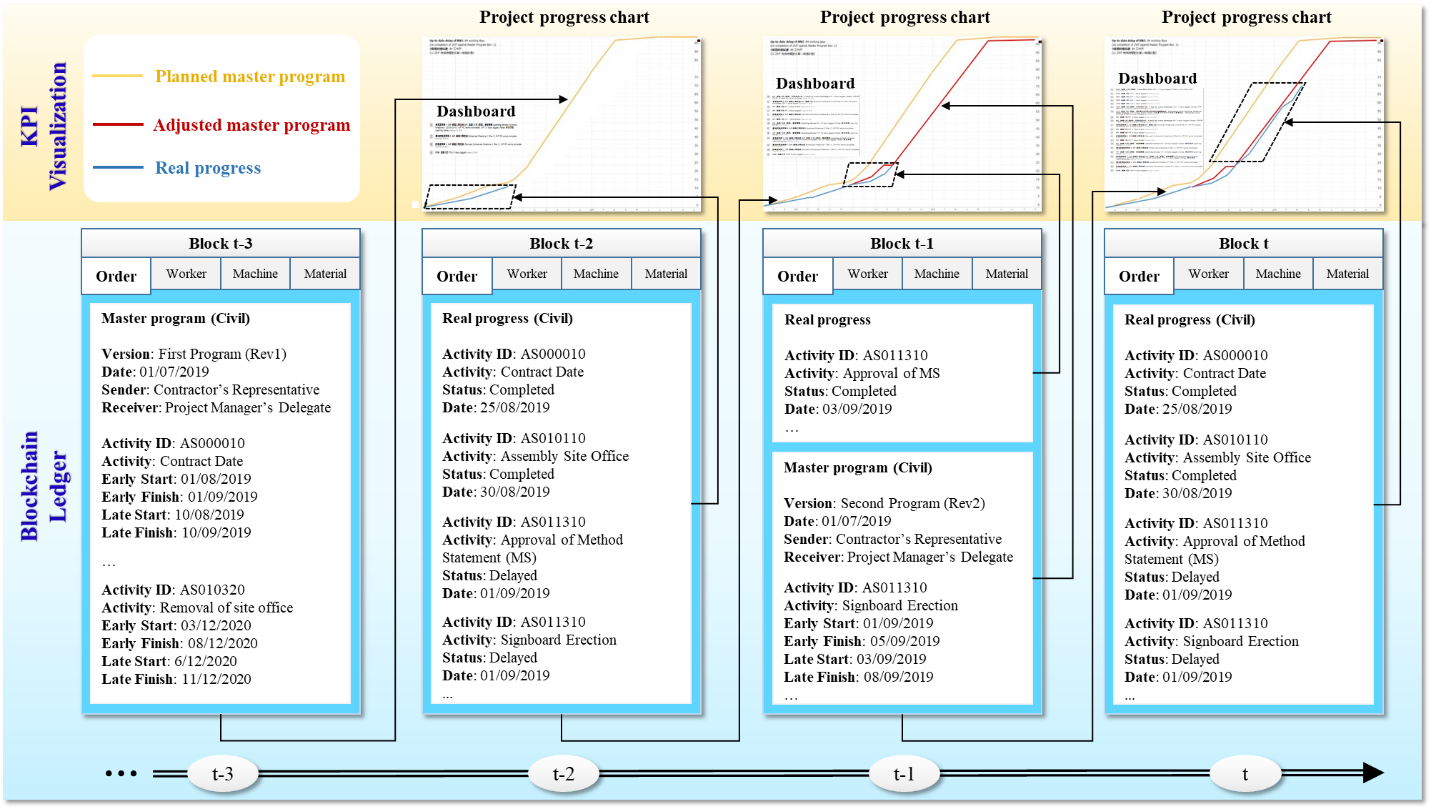 Project progress chart
Project progress chart
Project progress chart
KPI
Visualization
Planned master program
Adjusted master program
Real progress
Dashboard
Dashboard
Dashboard
Blockchain
Ledger
Block t-3
Order
Worker
Machine
Material
Master program (Civil)
Version: First Program (Rev1)
Date: 01/07/2019
Sender: Contractor's Representative
Receiver: Project Manager's Delegate
Activity ID: AS000010
Activity: Contract Date
Early Start: 01/08/2019
Early Finish: 01/09/2019
Late Start: 10/08/2019
Late Finish: 10/09/2019
…
Activity ID: AS010320
Activity: Removal of site office
Early Start: 03/12/2020
Early Finish: 08/12/2020
Late Start: 6/12/2020
Late Finish: 11/12/2020
Block t-2
Order
Worker
Machine
Material
Real progress (Civil)
Activity ID: AS000010
Activity: Contract Date
Status: Completed
Date: 25/08/2019
Activity ID: AS010110
Activity: Assembly Site Office
Status: Completed
Date: 30/08/2019
Activity ID: AS011310
Activity: Approval of Method
Statement (MS)
Status: Delayed
Date: 01/09/2019
Activity ID: AS011310
Activity: Signboard Erection
Status: Delayed
Date: 01/09/2019
...
Block t-1
Order
Worker
Machine
Material
Real progress
Activity ID: AS011310
Activity: Approval of MS
Status: Completed
Date: 03/09/2019
…
Master program (Civil)
Version: Second Program (Rev2)
Date: 01/07/2019
Sender: Contractor's Representative
Receiver: Project Manager's Delegate
Activity ID: AS011310
Activity: Signboard Erection
Early Start: 01/09/2019
Early Finish: 05/09/2019
Late Start: 03/09/2019
Late Finish: 08/09/2019
…
Block t
Order
Worker
Machine
Material
Real progress (Civil)
Activity ID: AS000010
Activity: Contract Date
Status: Completed
Date: 25/08/2019
Activity ID: AS010110
Activity: Assembly Site Office
Status: Completed
Date: 30/08/2019
Activity ID: AS011310
Activity: Approval of Method
Statement (MS)
Status: Delayed
Date: 01/09/2019
Activity ID: AS011310
Activity: Signboard Erection
Status: Delayed
Date: 01/09/2019
...
•••
t-3
t-2
t-1
t